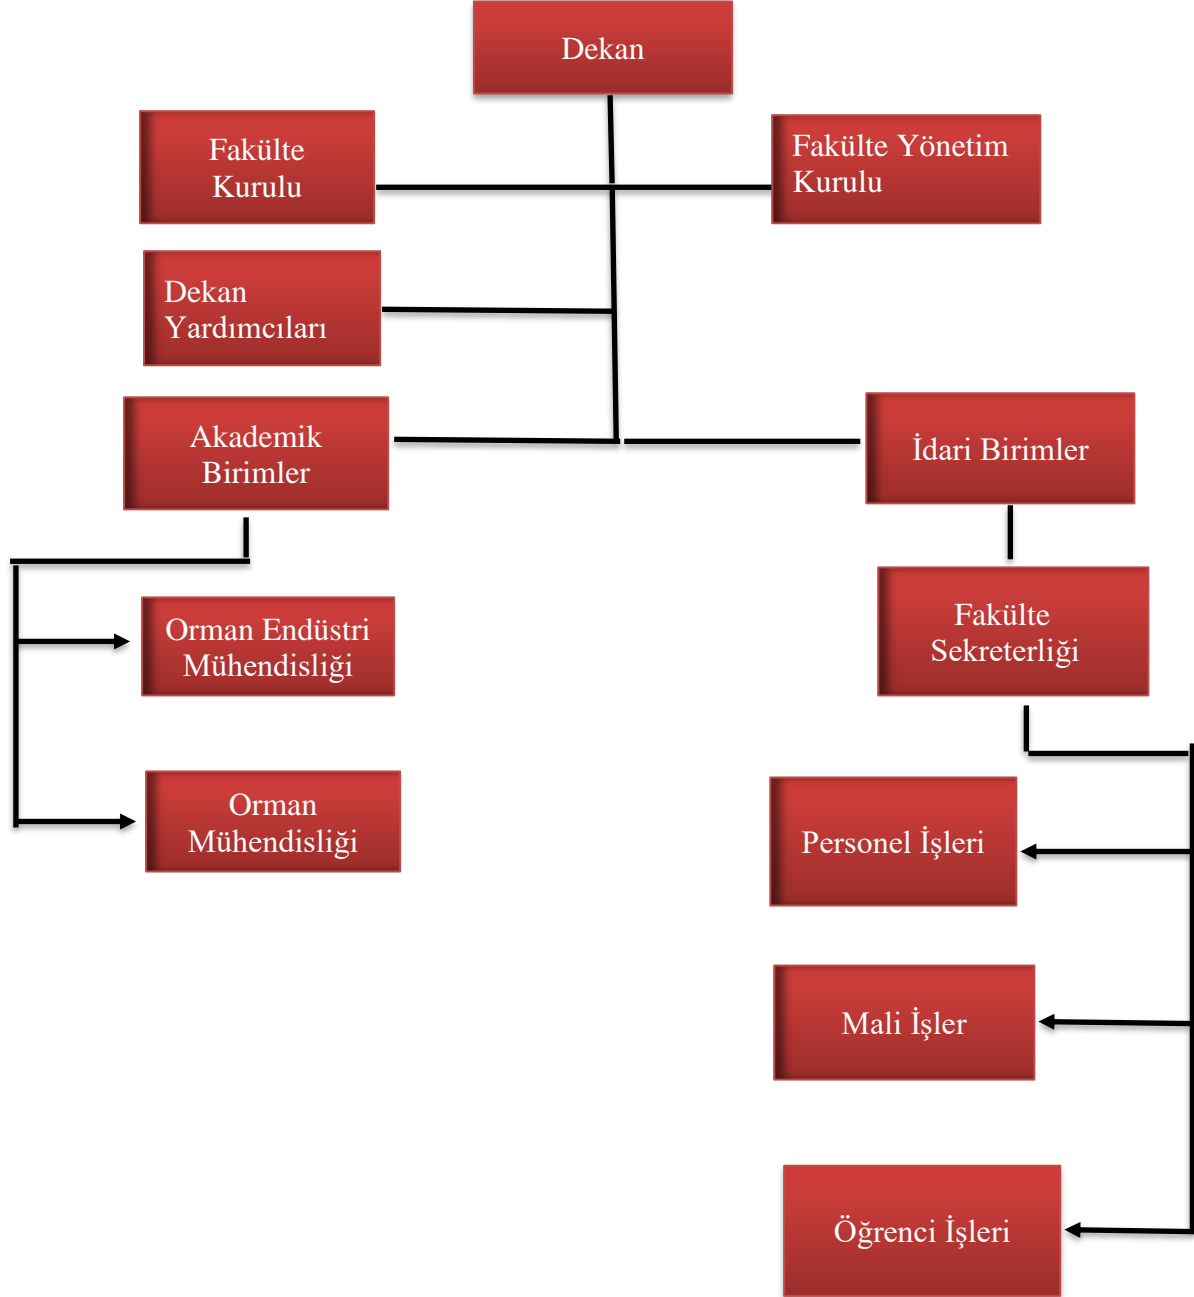 Dekan
Fakülte
Kurulu
Fakülte Yönetim
Kurulu
Dekan
Yardımcıları
Akademik
Birimler
İdari Birimler
Orman Endüstri
Mühendisliği
Fakülte
Sekreterliği
Orman
Mühendisliği
Personel İşleri
Mali İşler
Öğrenci İşleri